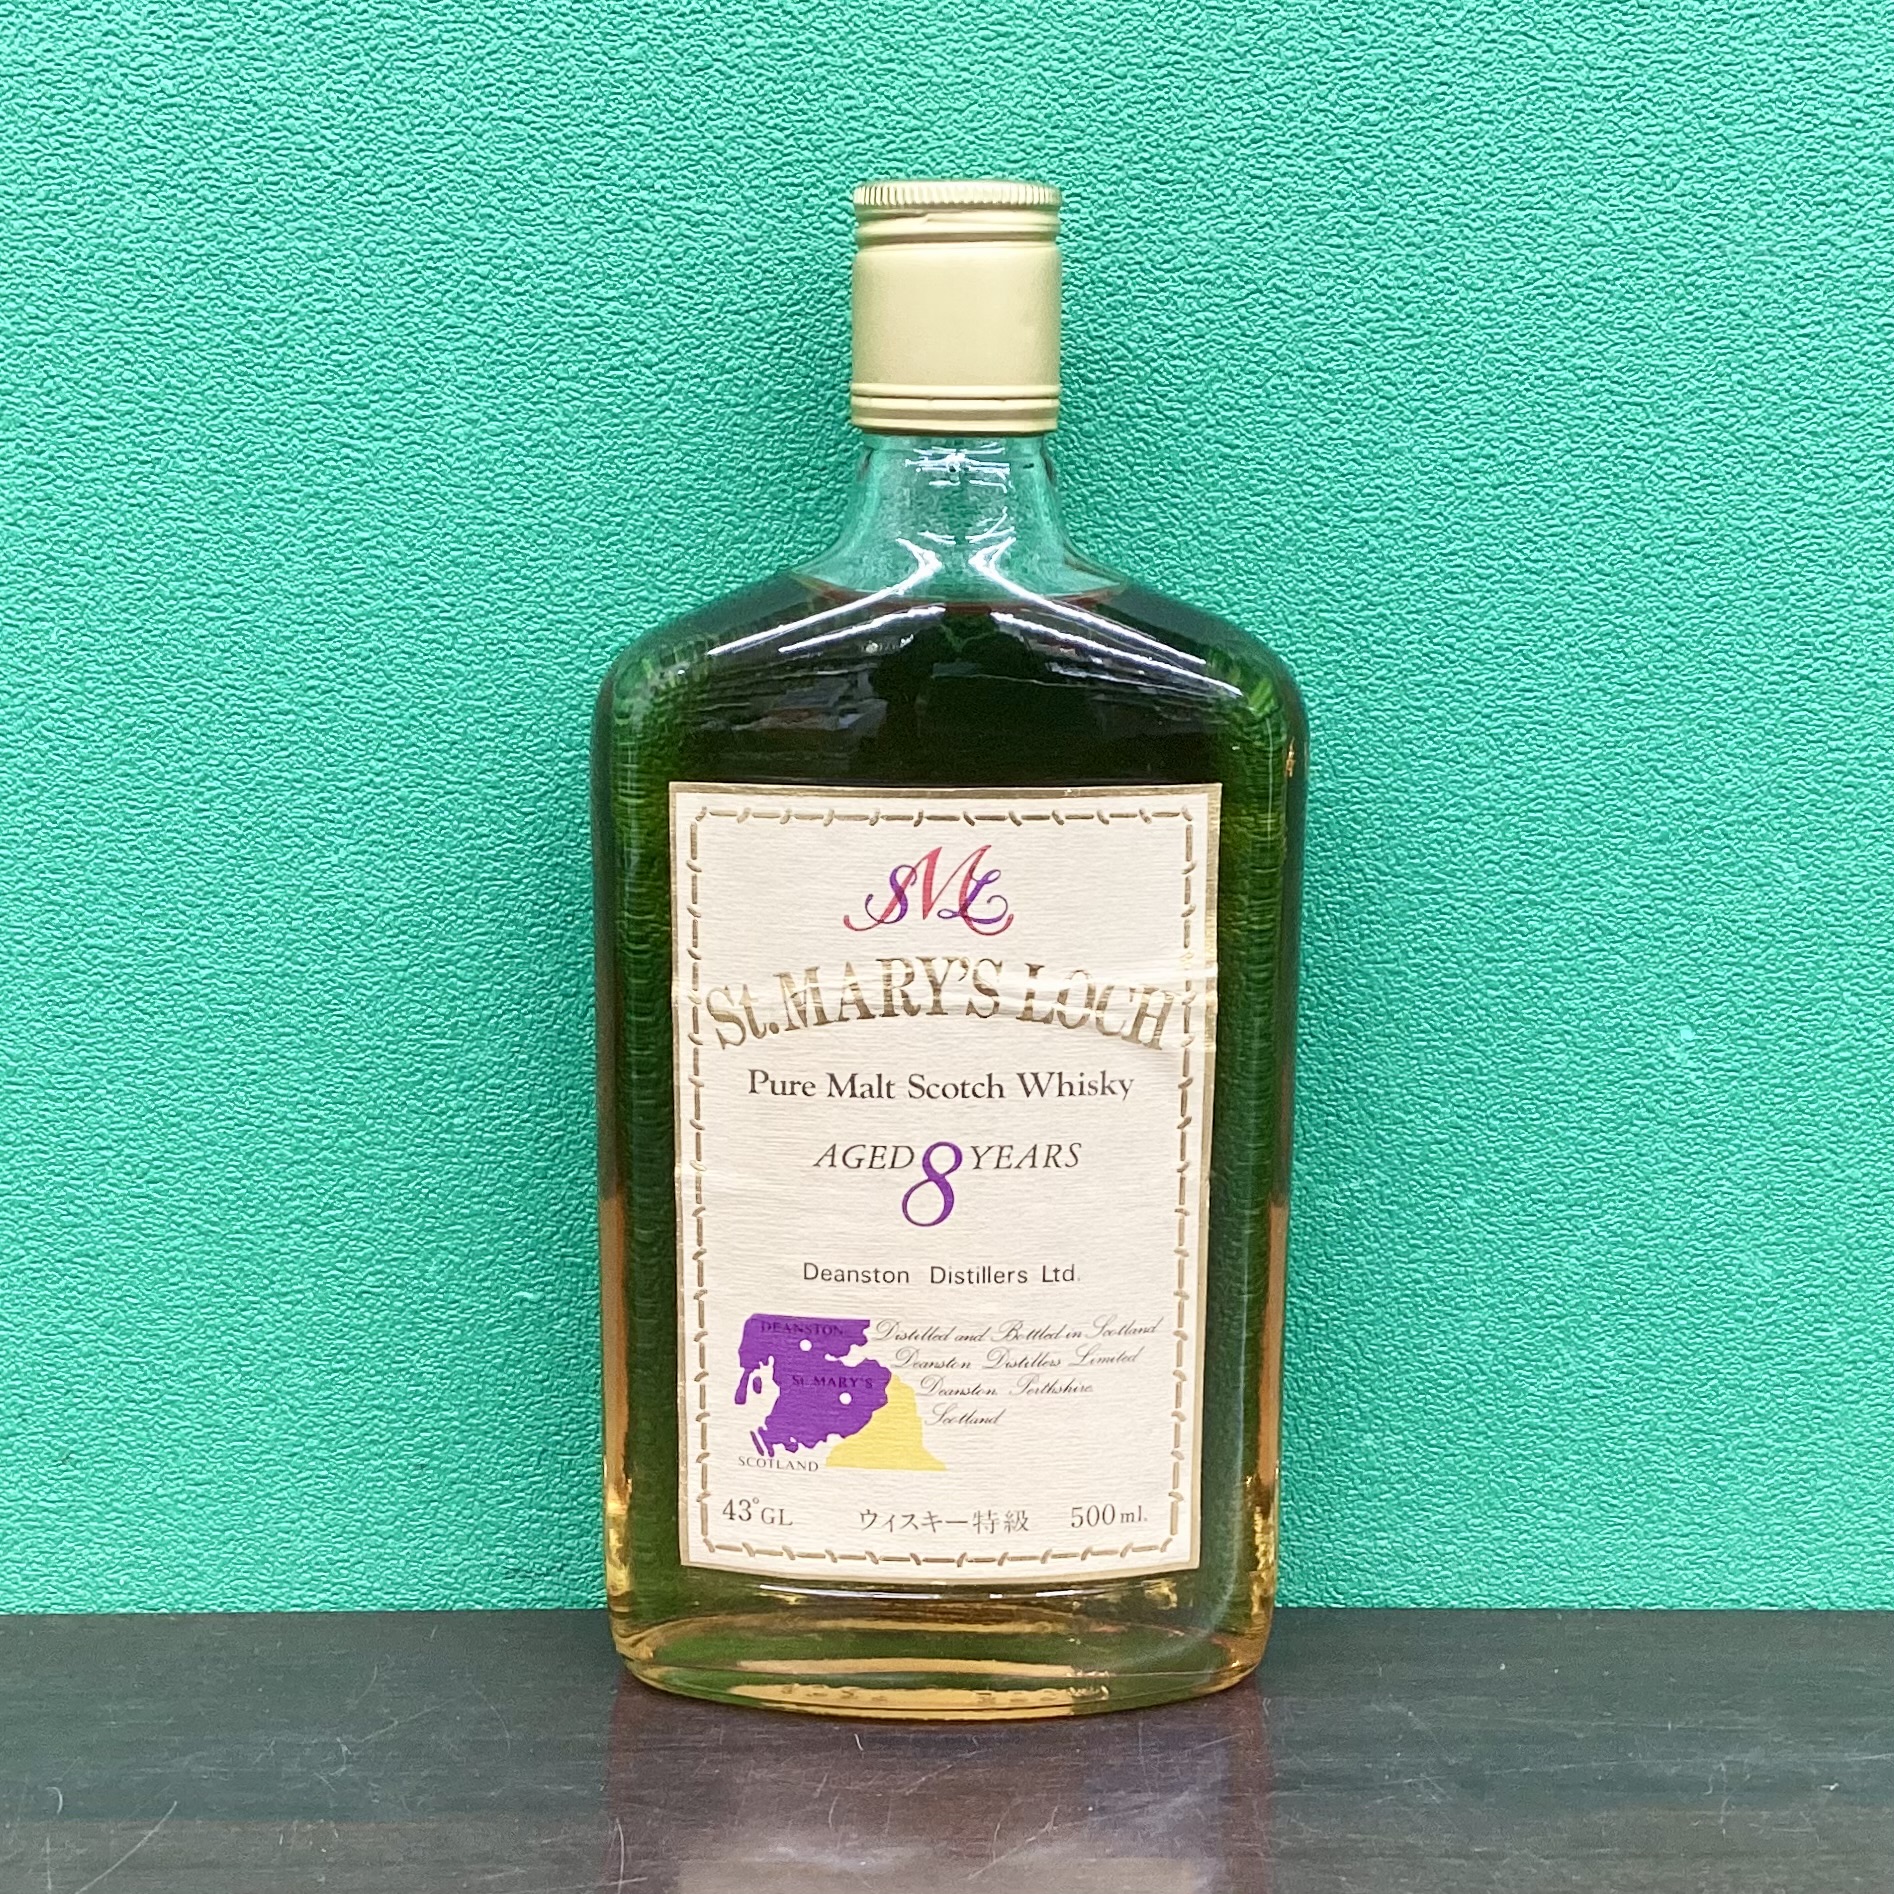 SML
St. MARY'S LOCH
Pure Malt Scotch Whisky
AGED 8 YEARS
Deanston Distillers Ltd.
DEANSTON
St. MARY'S
SCOTLAND
Distilled and Bottled in Scotland
Deanston Distillers Limited
Deanston Perthshire
Scotland
43° GL ウィスキー特級 500 ml.